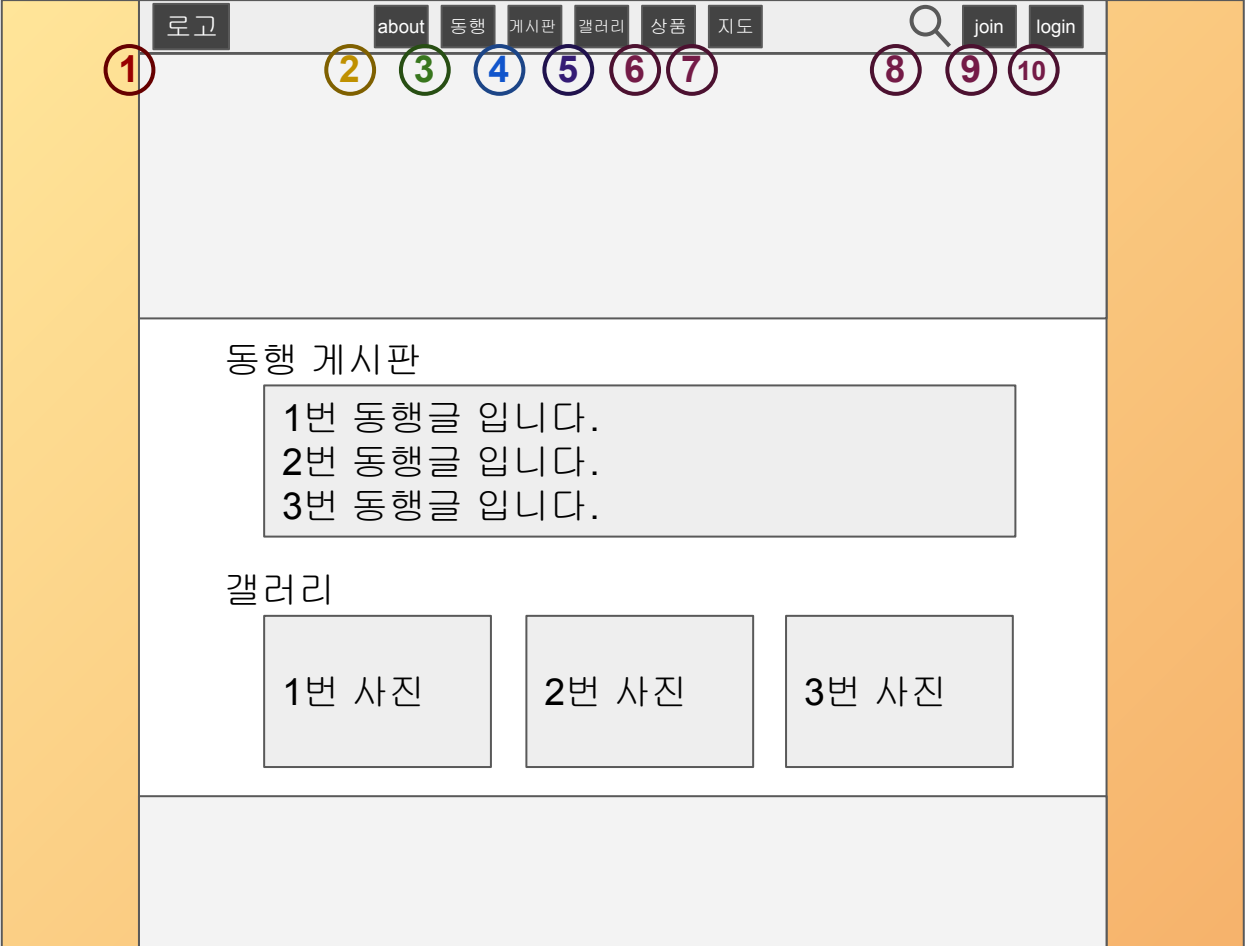 로고
about 동행 게시판 갤러리 상품 지도
join login
1 2 3 4 5 6 7 8 9 10
동행 게시판
1번 동행글 입니다.
2번 동행글 입니다.
3번 동행글 입니다.
갤러리
1번 사진 2번 사진 3번 사진